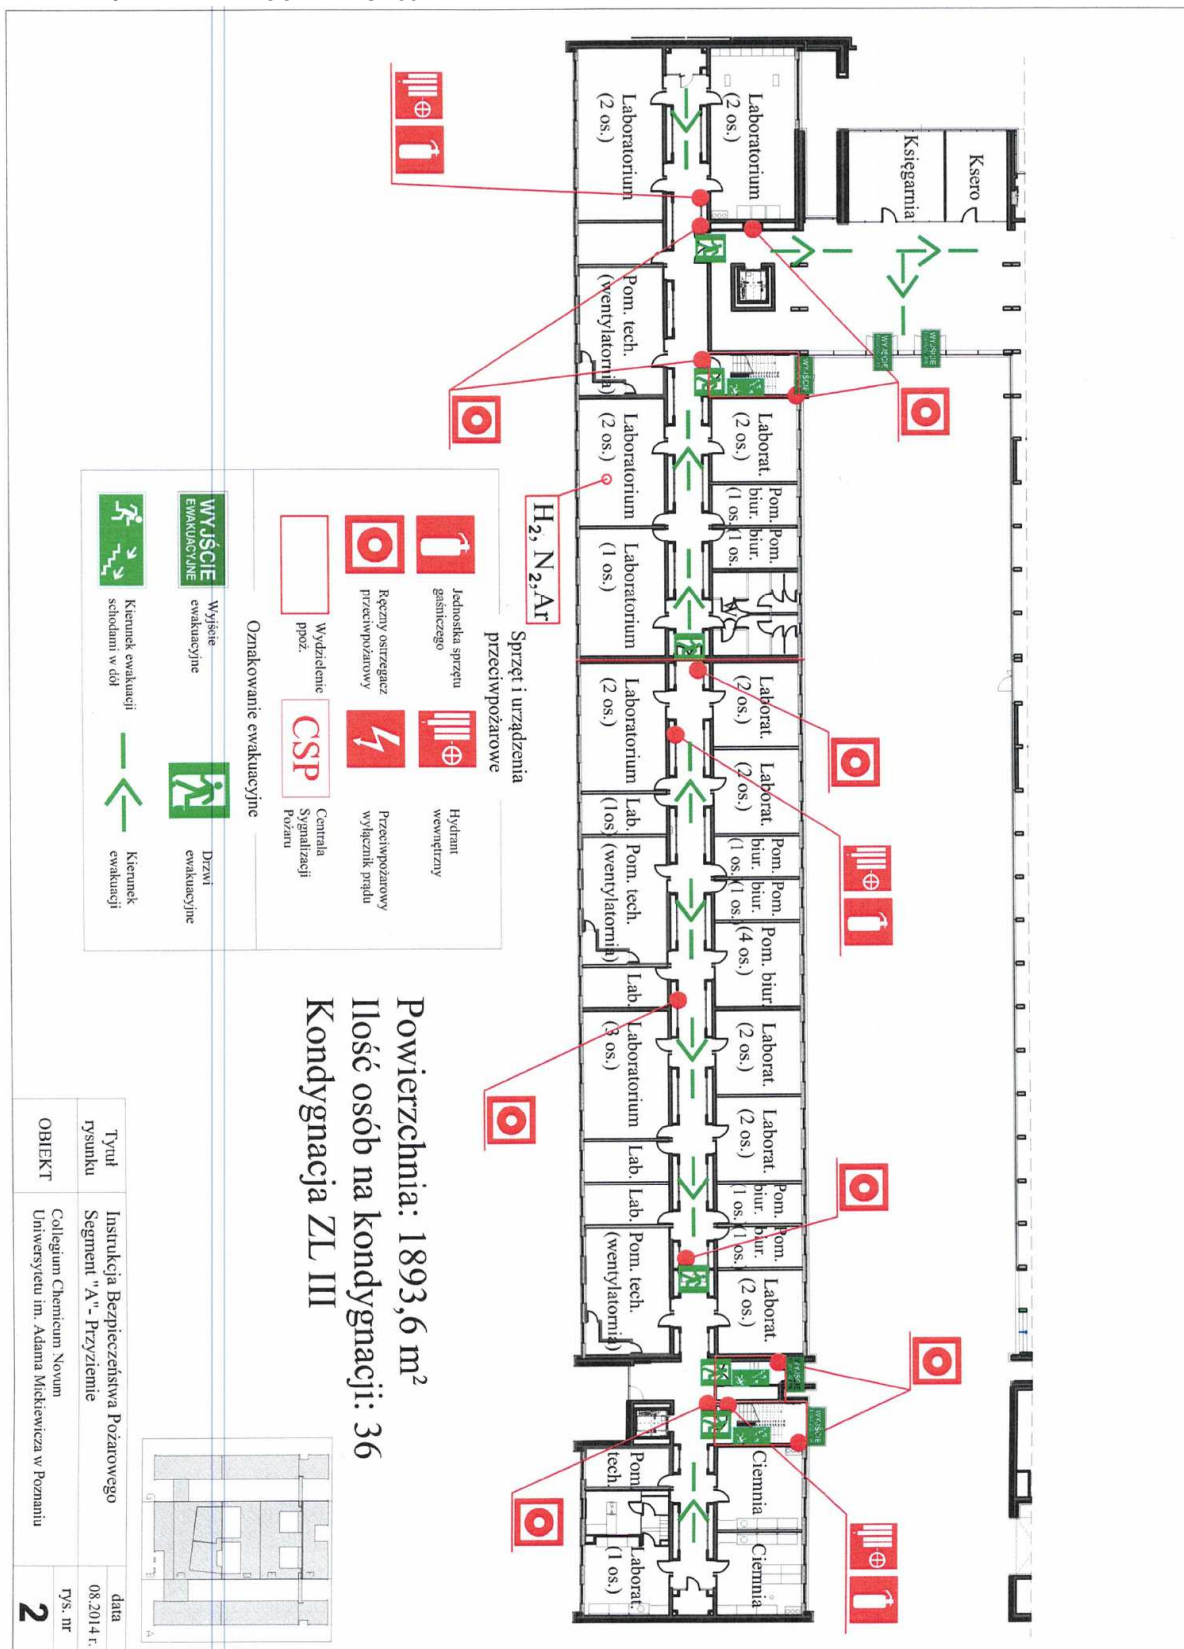 Laboratorium
(2 os.)
Ksero
Księgarnia
Laboratorium
(2 os.)
Pom. tech.
(wentylatornia)
WYJŚCIE
WYJŚCIE
WYJŚCIE
Laboratorium
(2 os.)
Laborat.
(2 os.)
Pom.
biur.
(1 os.)
Pom.
biur.
(1 os.
Laboratorium
(1 os.)
H₂, N₂,Ar
Laboratorium
(2 os.)
Laborat.
(2 os.)
Laborat.
(2 os.)
Lab.
(1os)
Pom.
biur.
(1 os.)
Pom.
biur.
(1 os.)
Pom. tech.
(wentylatornia)
Pom. biur.
(4 os.)
Lab.
Laboratorium
(3 os.)
Laborat.
(2 os.)
Laborat.
(2 os.)
Lab.
Lab.
Pom.
biur.
(1 os.)
Pom.
biur.
(1 os.)
Pom. tech.
(wentylatornia)
Laborat.
(2 os.)
WYJŚCIE
WYJŚCIE
Pom.
tech.
Ciemnia
Laborat.
(1 os.)
Ciemnia
Sprzęt i urządzenia
przeciwpożarowe
Jednostka sprzętu
gaśniczego
Hydrant
wewnętrzny
Ręczny ostrzegacz
przeciwpożarowy
Przeciwpożarowy
wyłącznik prądu
Wydzielenie
ppoż.
CSP
Centrala
Sygnalizacji
Pożaru
Oznakowanie ewakuacyjne
WYJŚCIE
EWAKUACYJNE
Wyjście
ewakuacyjne
Drzwi
ewakuacyjne
Kierunek ewakuacji
schodami w dół
Kierunek
ewakuacji
Powierzchnia: 1893,6 m²
Ilość osób na kondygnacji: 36
Kondygnacja ZL III
Tytuł
rysunku
Instrukcja Bezpieczeństwa Pożarowego
Segment "A"- Przyziemie
data
08.2014 r.
OBIEKT
Collegium Chemicum Novum
Uniwersytetu im. Adama Mickiewicza w Poznaniu
rys. nr
2